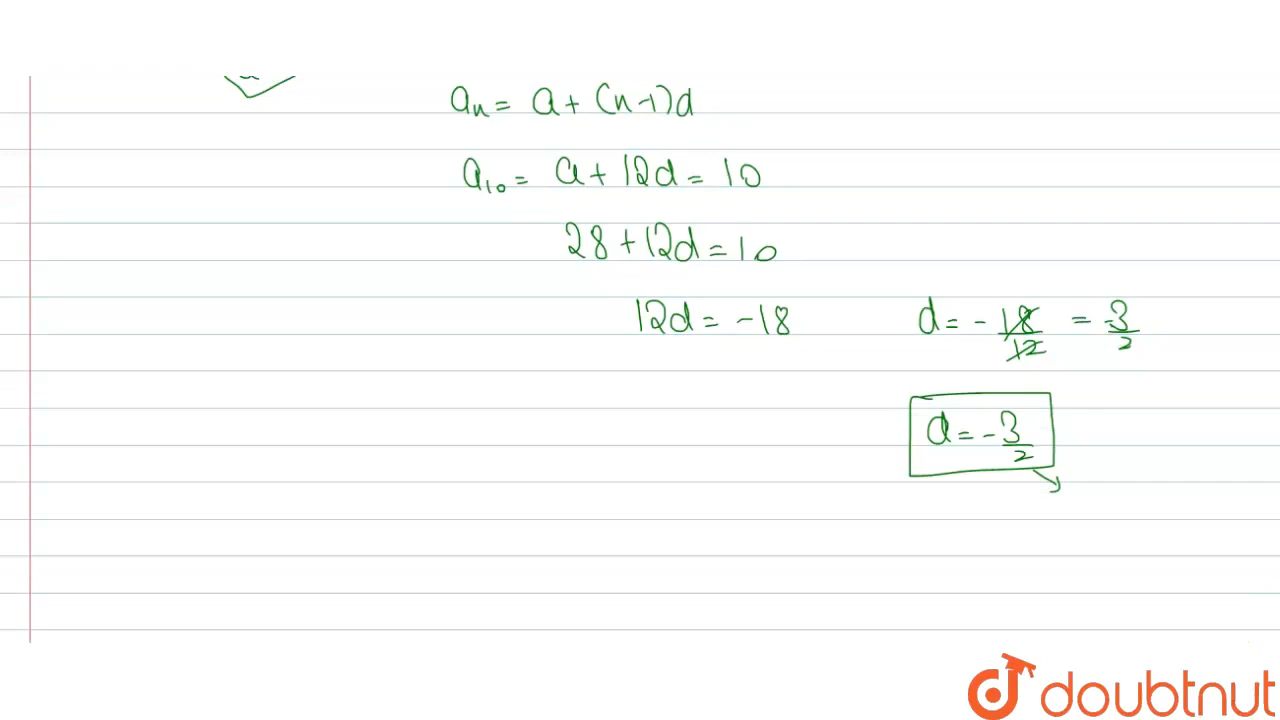 aₙ = a + (n-1)d
a₁₀ = a + 12d = 10
28 + 12d = 10
12d = -18 d = -18/12 = -3/2
d = -3/2
doubtnut